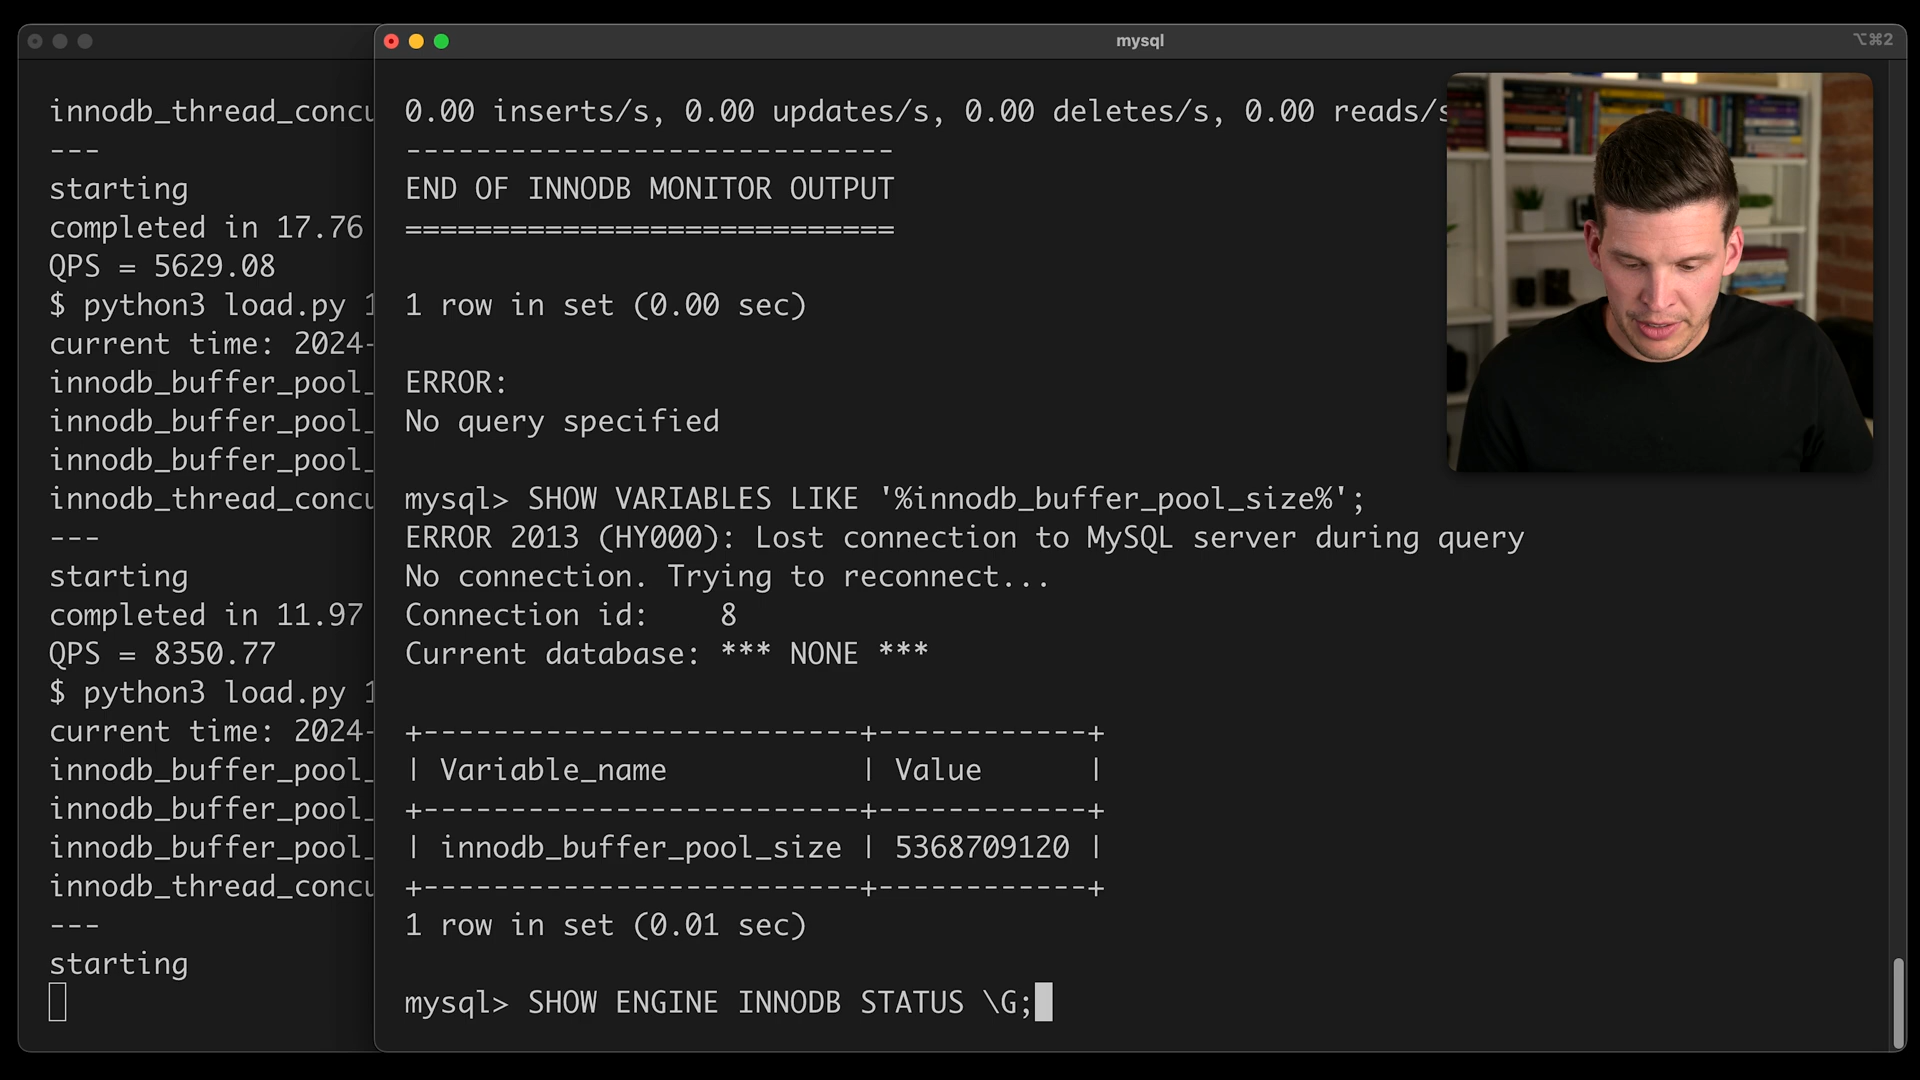 mysql
⌥⌘2
innodb_thread_concu
---
starting
completed in 17.76
QPS = 5629.08
$ python3 load.py 1
current time: 2024-
innodb_buffer_pool_
innodb_buffer_pool_
innodb_buffer_pool_
innodb_thread_concu
---
starting
completed in 11.97
QPS = 8350.77
$ python3 load.py 1
current time: 2024-
innodb_buffer_pool_
innodb_buffer_pool_
innodb_buffer_pool_
innodb_thread_concu
---
starting
0.00 inserts/s, 0.00 updates/s, 0.00 deletes/s, 0.00 reads/s
----------------------------
END OF INNODB MONITOR OUTPUT
============================
1 row in set (0.00 sec)
ERROR:
No query specified
mysql> SHOW VARIABLES LIKE '%innodb_buffer_pool_size%';
ERROR 2013 (HY000): Lost connection to MySQL server during query
No connection. Trying to reconnect...
Connection id:    8
Current database: *** NONE ***
+-------------------------+------------+
| Variable_name           | Value      |
+-------------------------+------------+
| innodb_buffer_pool_size | 5368709120 |
+-------------------------+------------+
1 row in set (0.01 sec)
mysql> SHOW ENGINE INNODB STATUS \G;